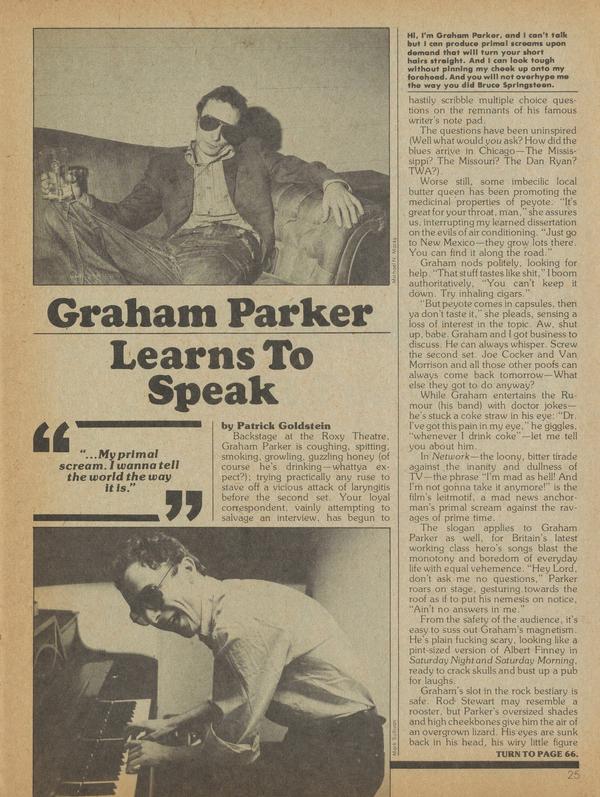 Hi, I'm Graham Parker, and I can't talk
but I can produce primal screams upon
demand that will turn your short
hairs straight. And I can look tough
without pinning my cheek up onto my
forehead. And you will not overhype me
the way you did Bruce Springsteen.
Michael N. Marks
Graham Parker
Learns To
Speak
“
“...My primal
scream. I wanna tell
the world the way
it is.”
”
by Patrick Goldstein
Backstage at the Roxy Theatre,
Graham Parker is coughing, spitting,
smoking, growling, guzzling honey (of
course he's drinking—whattya ex-
pect?); trying practically any ruse to
stave off a vicious attack of laryngitis
before the second set. Your loyal
correspondent, vainly attempting to
salvage an interview, has begun to
hastily scribble multiple choice ques-
tions on the remnants of his famous
writer's note pad.
The questions have been uninspired
(Well what would you ask? How did the
blues arrive in Chicago—The Missis-
sippi? The Missouri? The Dan Ryan?
TWA?).
Worse still, some imbecilic local
butter queen has been promoting the
medicinal properties of peyote. “It's
great for your throat, man,” she assures
us, interrupting my learned dissertation
on the evils of air conditioning. “Just go
to New Mexico—they grow lots there.
You can find it along the road.”
Graham nods politely, looking for
help. “That stuff tastes like shit,” I boom
authoritatively, “You can't keep it
down. Try inhaling cigars.”
“But peyote comes in capsules, then
ya don't taste it,” she pleads, sensing a
loss of interest in the topic. Aw, shut
up, babe. Graham and I got business to
discuss. He can always whisper. Screw
the second set. Joe Cocker and Van
Morrison and all those other poofs can
always come back tomorrow—What
else they got to do anyway?
While Graham entertains the Ru-
mour (his band) with doctor jokes—
he's stuck a coke straw in his eye: “Dr.
I've got this pain in my eye,” he giggles,
“whenever I drink coke”—let me tell
you about him.
In Network—the loony, bitter tirade
against the inanity and dullness of
TV—the phrase “I'm mad as hell! And
I'm not gonna take it anymore!” is the
film's leitmotif, a mad news anchor-
man's primal scream against the rav-
ages of prime time.
The slogan applies to Graham
Parker as well, for Britain's latest
working class hero's songs blast the
monotony and boredom of everyday
life with equal vehemence. “Hey Lord,
don't ask me no questions,” Parker
roars on stage, gesturing towards the
roof as if to put his nemesis on notice,
“Ain't no answers in me.”
From the safety of the audience, it's
easy to suss out Graham's magnetism.
He's plain fucking scary, looking like a
pint-sized version of Albert Finney in
Saturday Night and Saturday Morning,
ready to crack skulls and bust up a pub
for laughs.
Graham's slot in the rock bestiary is
safe. Rod Stewart may resemble a
rooster, but Parker's oversized shades
and high cheekbones give him the air of
an overgrown lizard. His eyes are sunk
back in his head, his wiry little figure
TURN TO PAGE 66.
Mark Sullivan
25